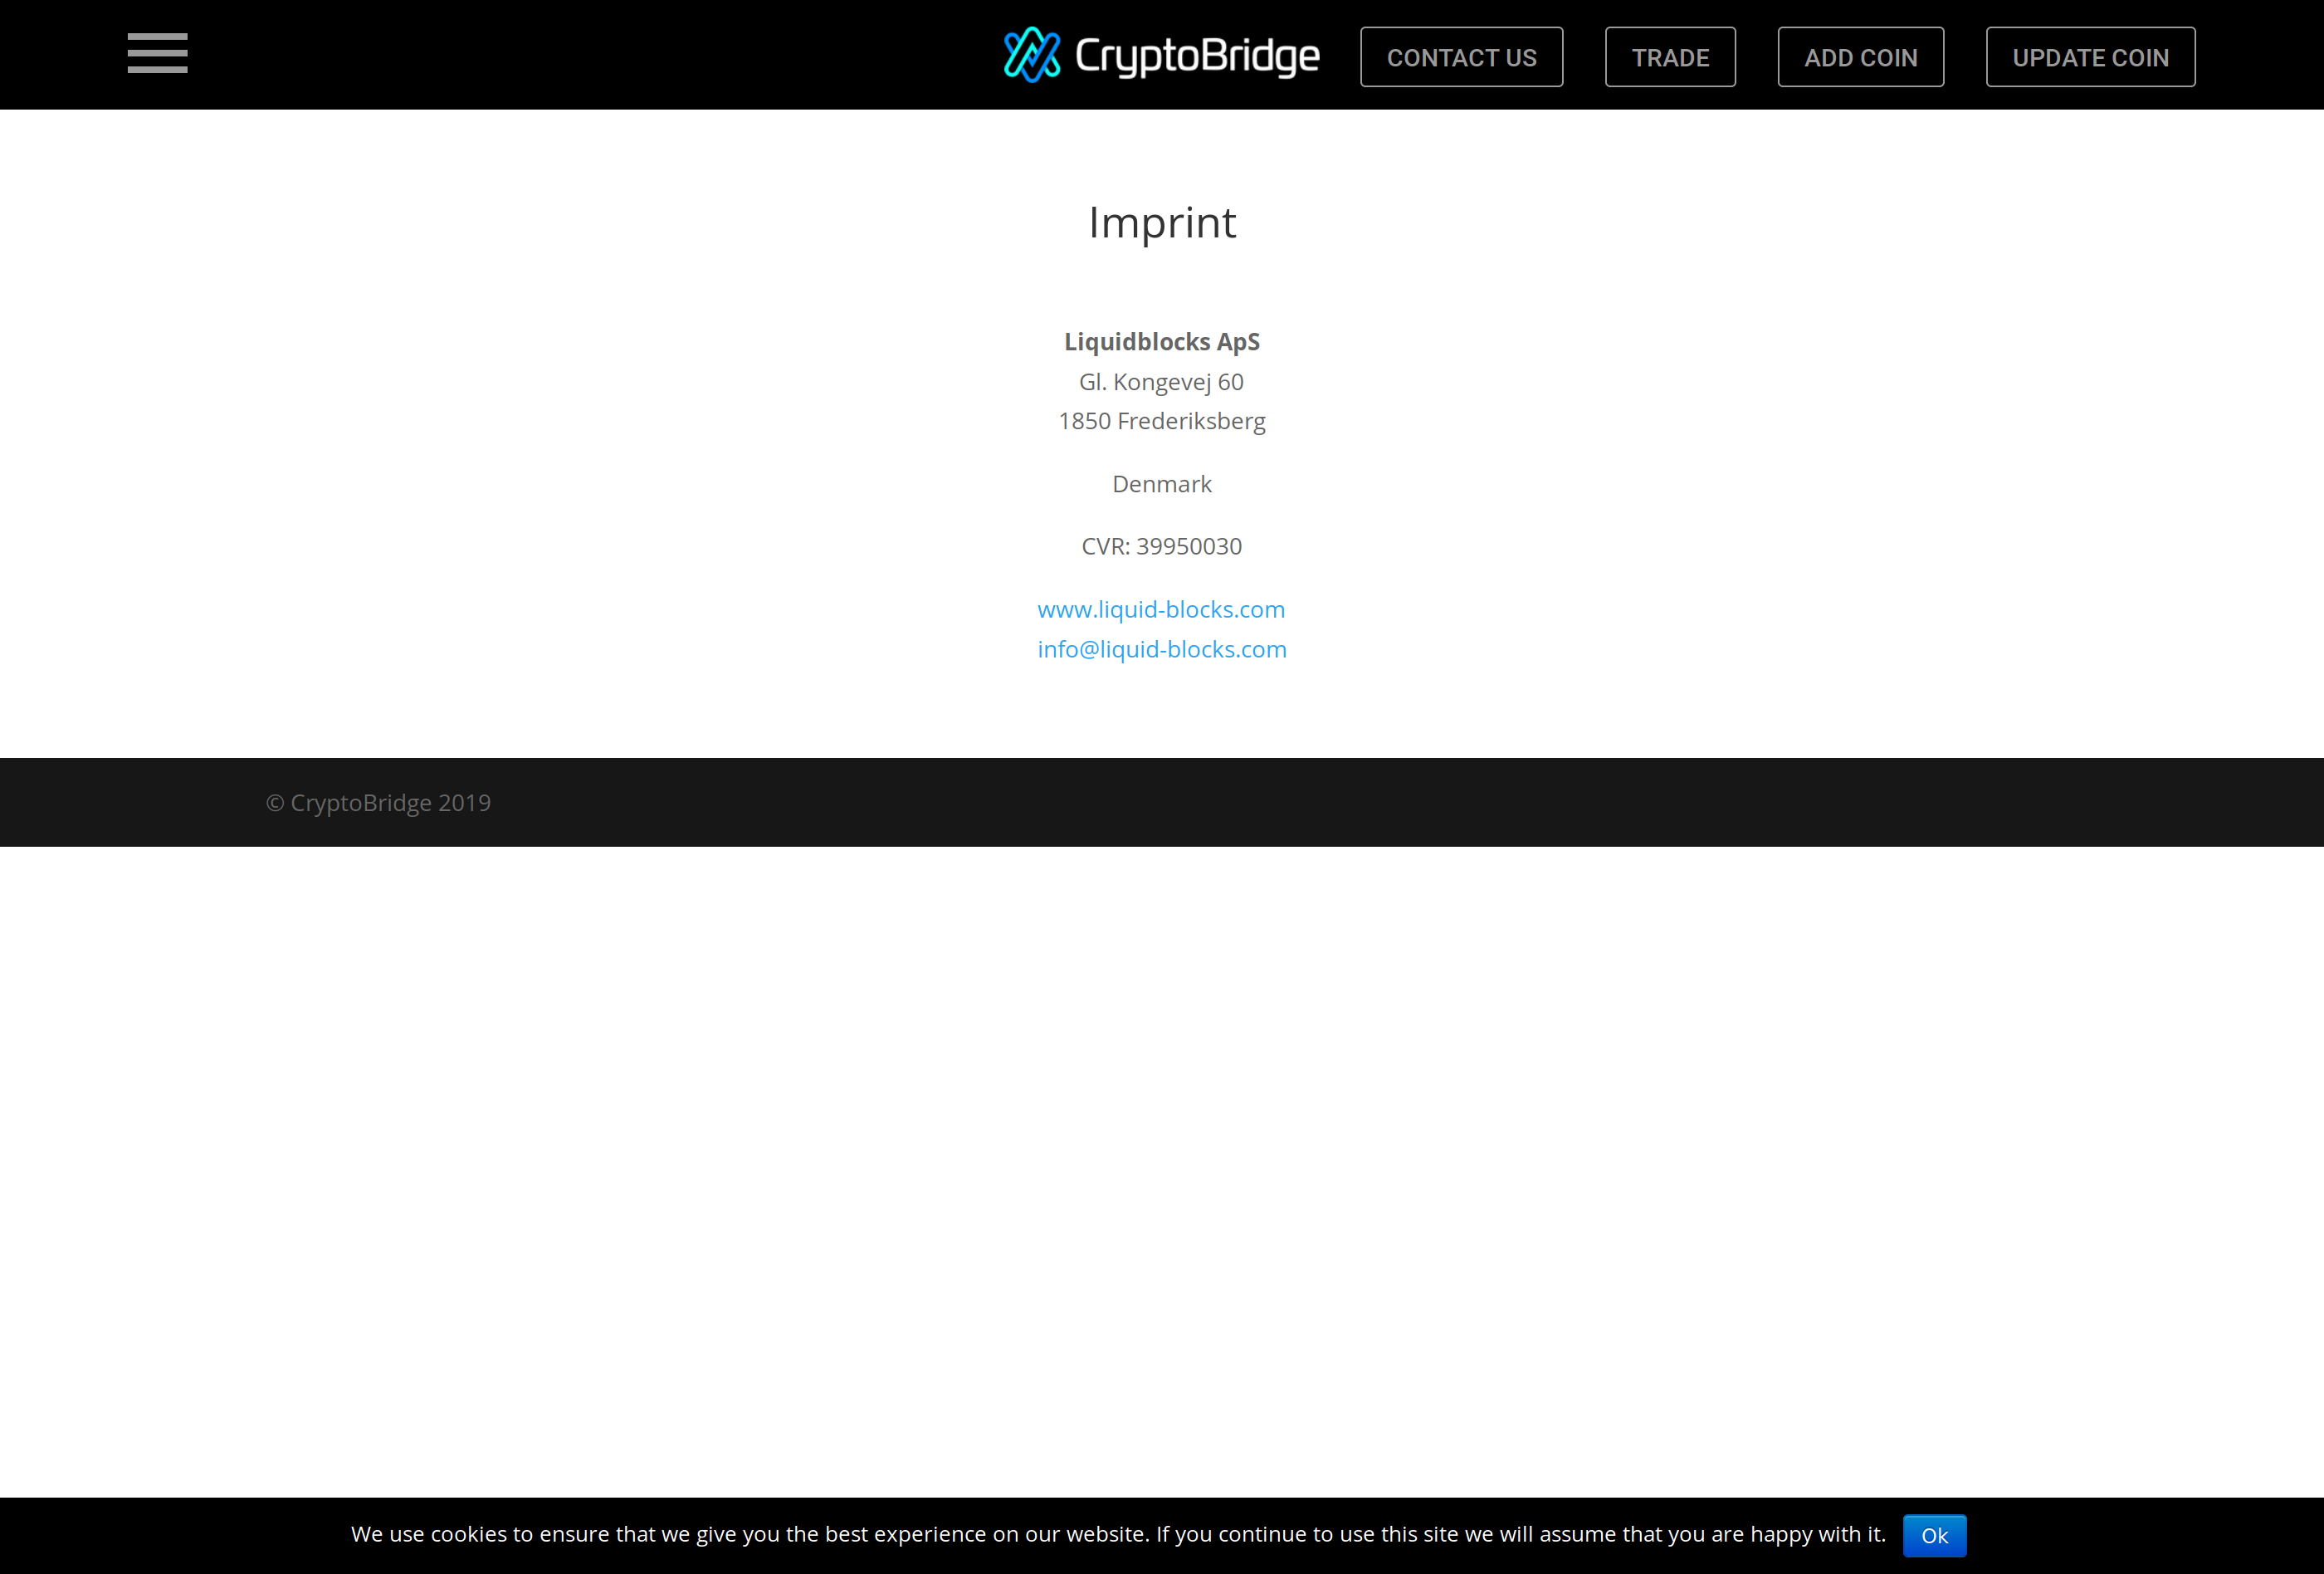 CryptoBridge
CONTACT US
TRADE
ADD COIN
UPDATE COIN
Imprint
Liquidblocks ApS
Gl. Kongevej 60
1850 Frederiksberg
Denmark
CVR: 39950030
www.liquid-blocks.com
info@liquid-blocks.com
© CryptoBridge 2019
We use cookies to ensure that we give you the best experience on our website. If you continue to use this site we will assume that you are happy with it.
Ok